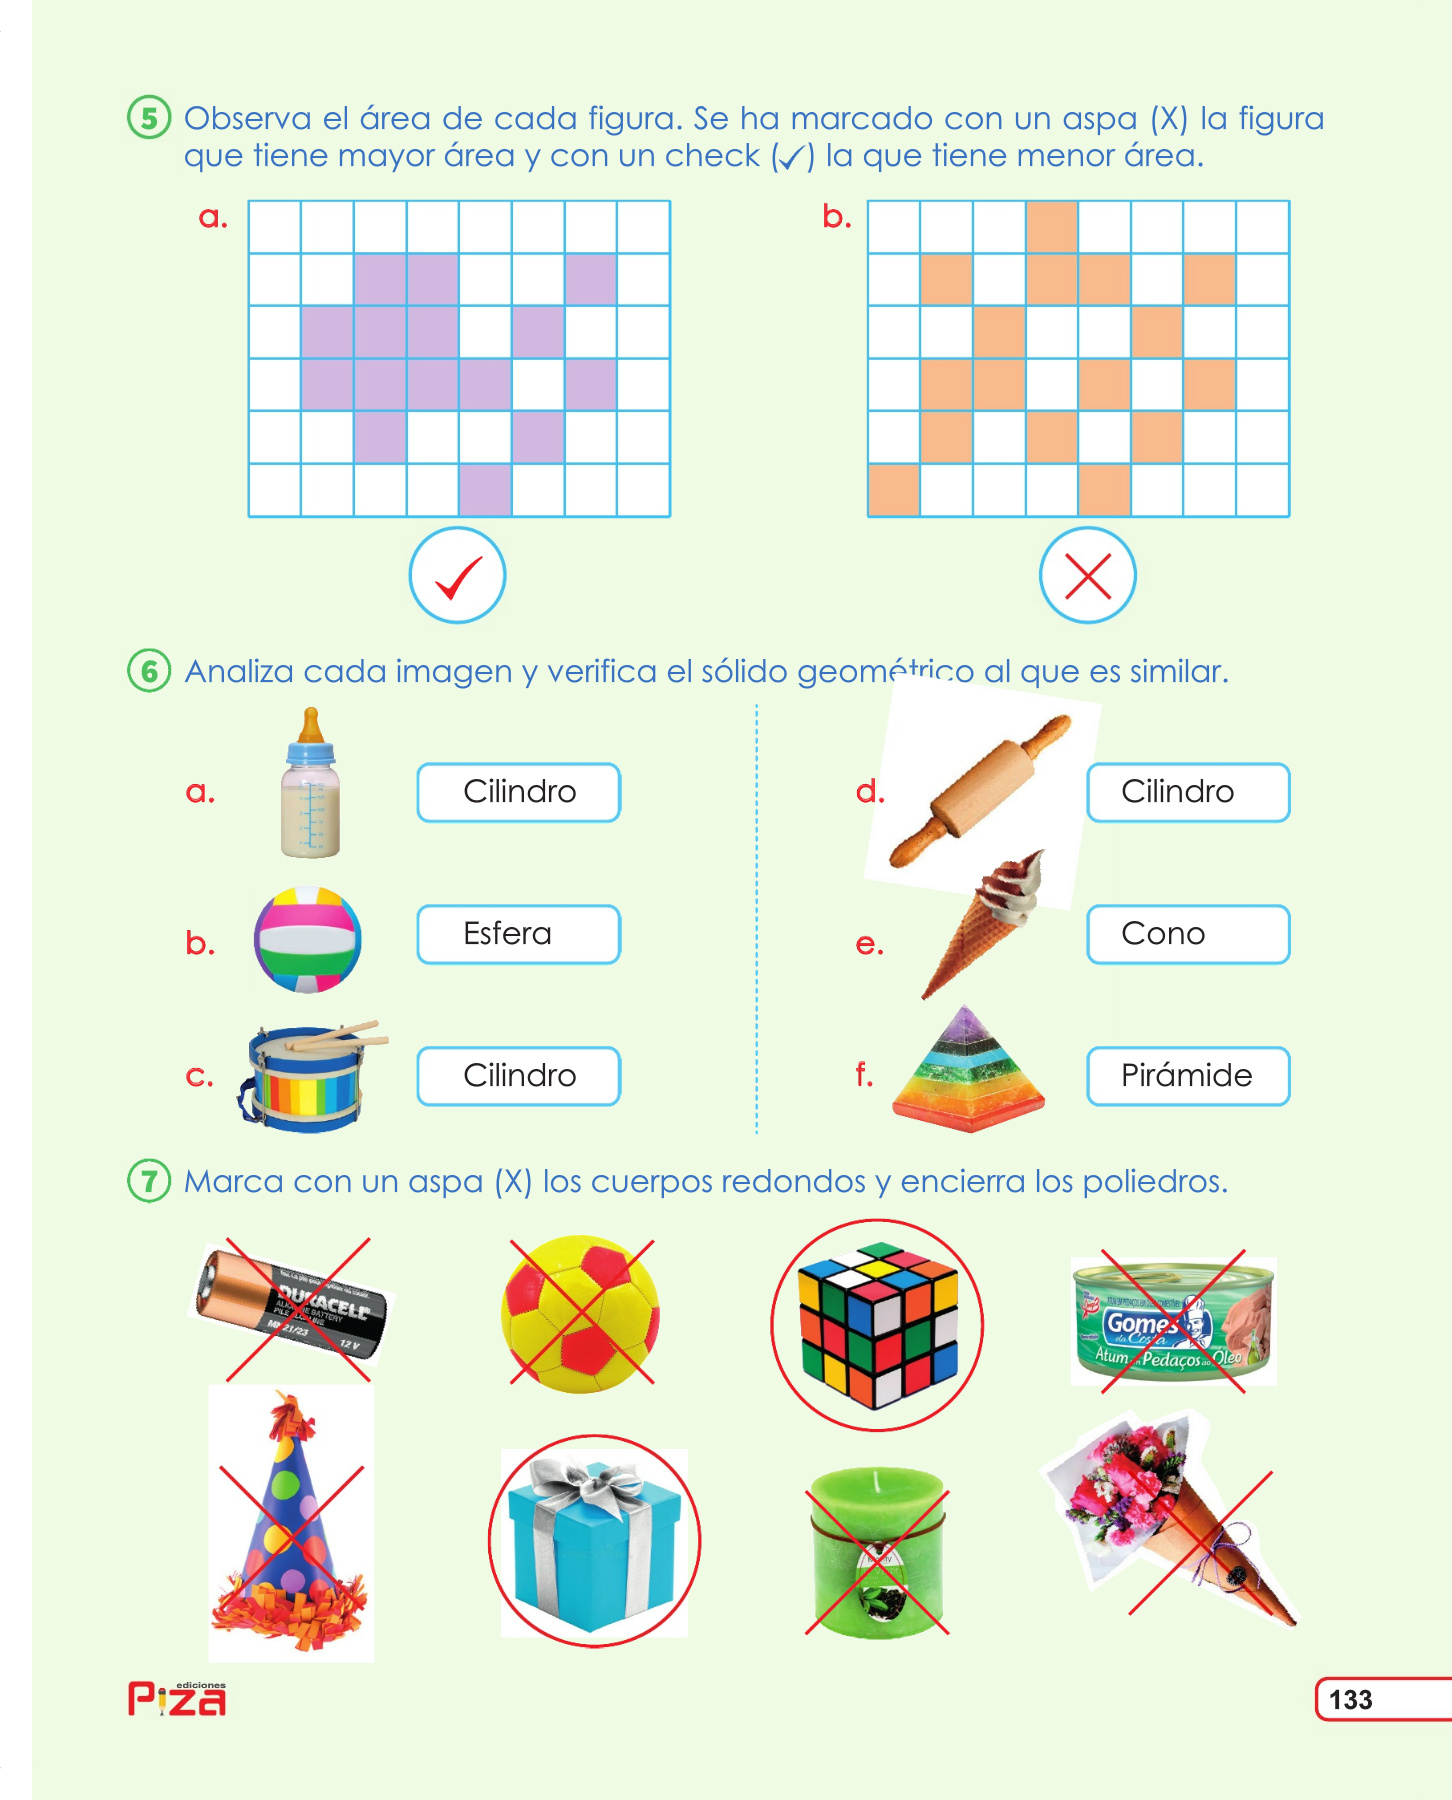 5 Observa el área de cada figura. Se ha marcado con un aspa (X) la figura
que tiene mayor área y con un check (✓) la que tiene menor área.
a. b.
6 Analiza cada imagen y verifica el sólido geométrico al que es similar.
a. Cilindro d. Cilindro
b. Esfera e. Cono
c. Cilindro f. Pirámide
7 Marca con un aspa (X) los cuerpos redondos y encierra los poliedros.
DURACELL
ALKALINE BATTERY
MN21/23
12 V
Gomes
da Costa
Atum em Pedaços ao Óleo
ediciones
Piza
133